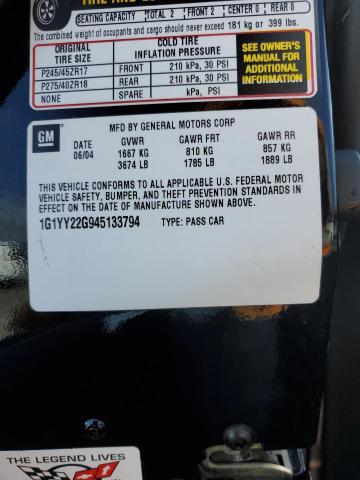 SEATING CAPACITY TOTAL 2 FRONT 2 CENTER 0 REAR 0
The combined weight of occupants and cargo should never exceed 181 kg or 399 lbs.
ORIGINAL TIRE SIZE COLD TIRE INFLATION PRESSURE
P245/45ZR17 FRONT 210 kPa, 30 PSI
P275/40ZR18 REAR 210 kPa, 30 PSI
NONE SPARE kPa, PSI
SEE OWNER'S
MANUAL FOR
ADDITIONAL
INFORMATION
GM
MFD BY GENERAL MOTORS CORP
DATE GVWR GAWR FRT GAWR RR
06/04 1667 KG 810 KG 857 KG
3674 LB 1785 LB 1889 LB
THIS VEHICLE CONFORMS TO ALL APPLICABLE U.S. FEDERAL MOTOR
VEHICLE SAFETY, BUMPER, AND THEFT PREVENTION STANDARDS IN
EFFECT ON THE DATE OF MANUFACTURE SHOWN ABOVE.
1G1YY22G945133794 TYPE: PASS CAR
THE LEGEND LIVES